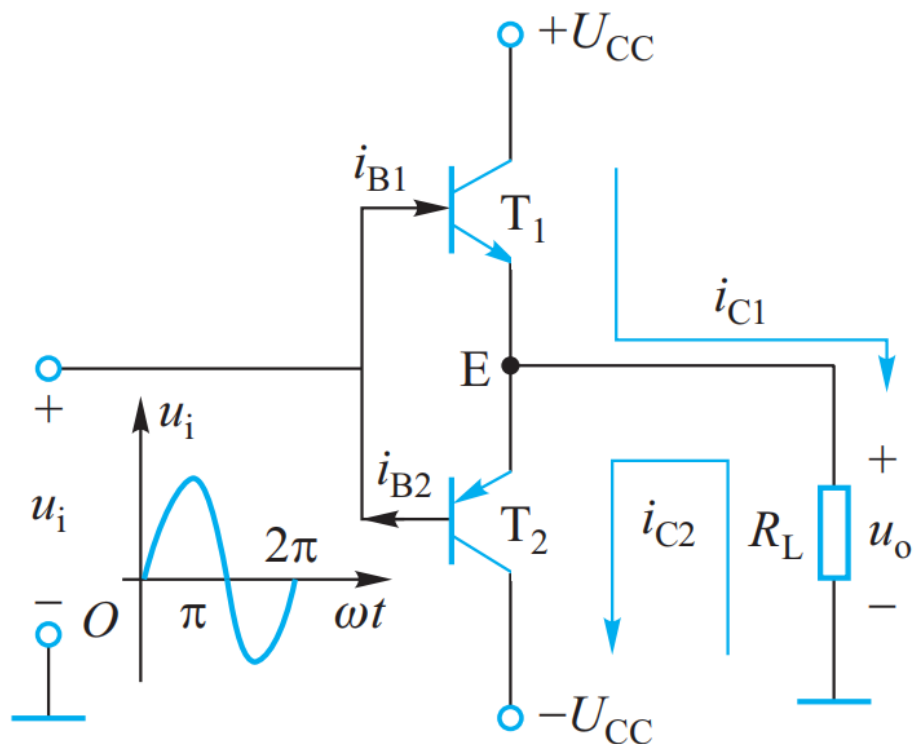 +U_CC
i_B1
T_1
i_C1
E
+
u_i
u_i
i_B2
T_2
i_C2
R_L
+
u_o
−
2π
−
O
π
ωt
−U_CC